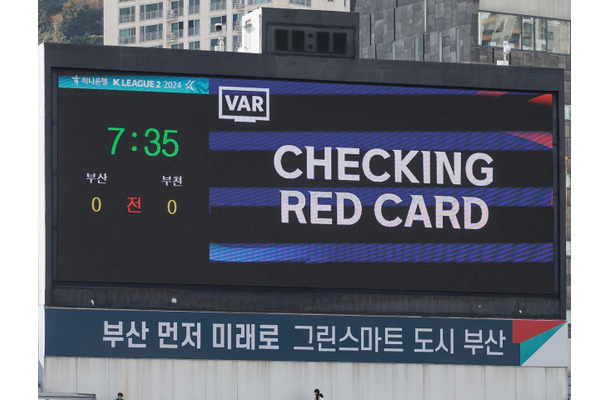 하나은행 K LEAGUE 2 2024
VAR
7:35
부산 부천
0 전 0
CHECKING
RED CARD
부산 먼저 미래로 그린스마트 도시 부산